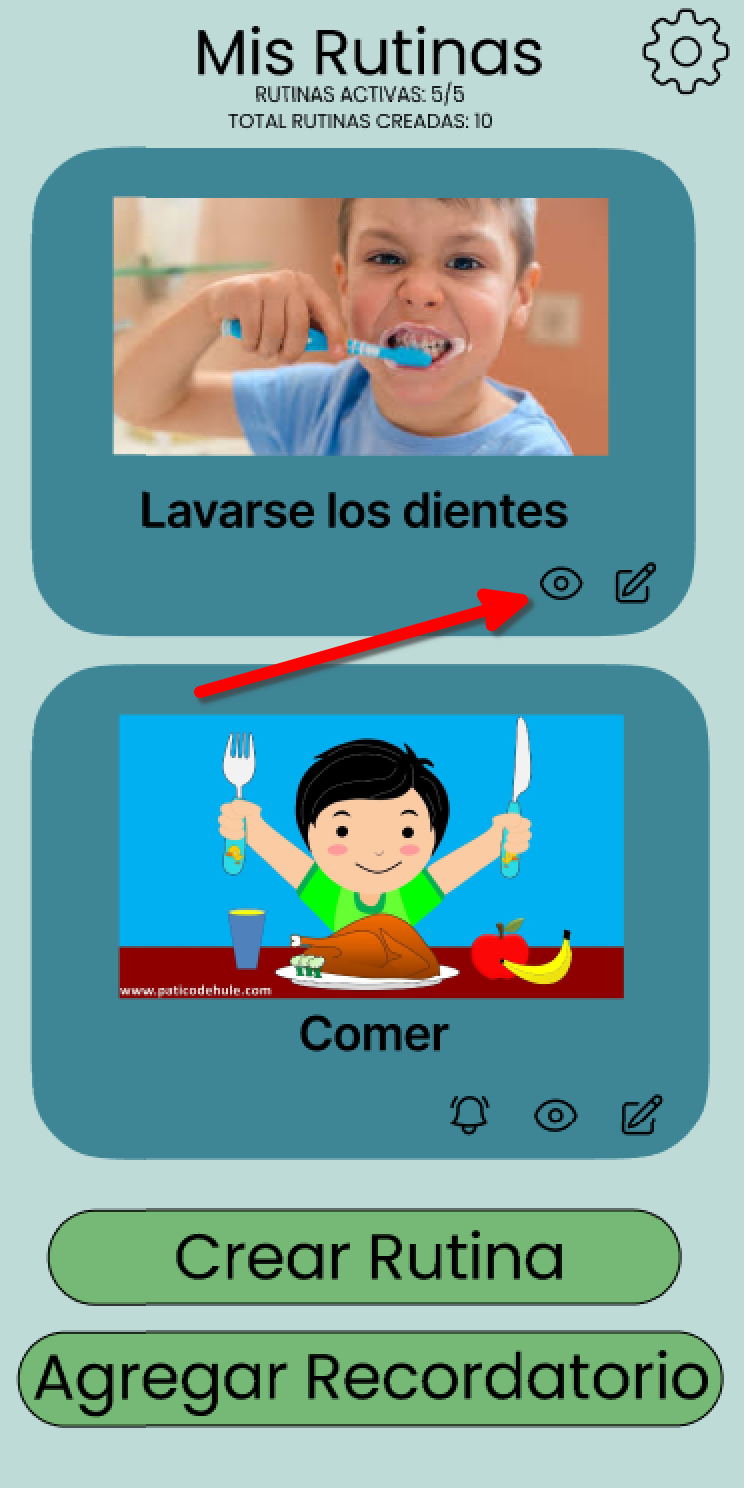 Mis Rutinas
RUTINAS ACTIVAS: 5/5
TOTAL RUTINAS CREADAS: 10
Lavarse los dientes
www.paticodehule.com
Comer
Crear Rutina
Agregar Recordatorio